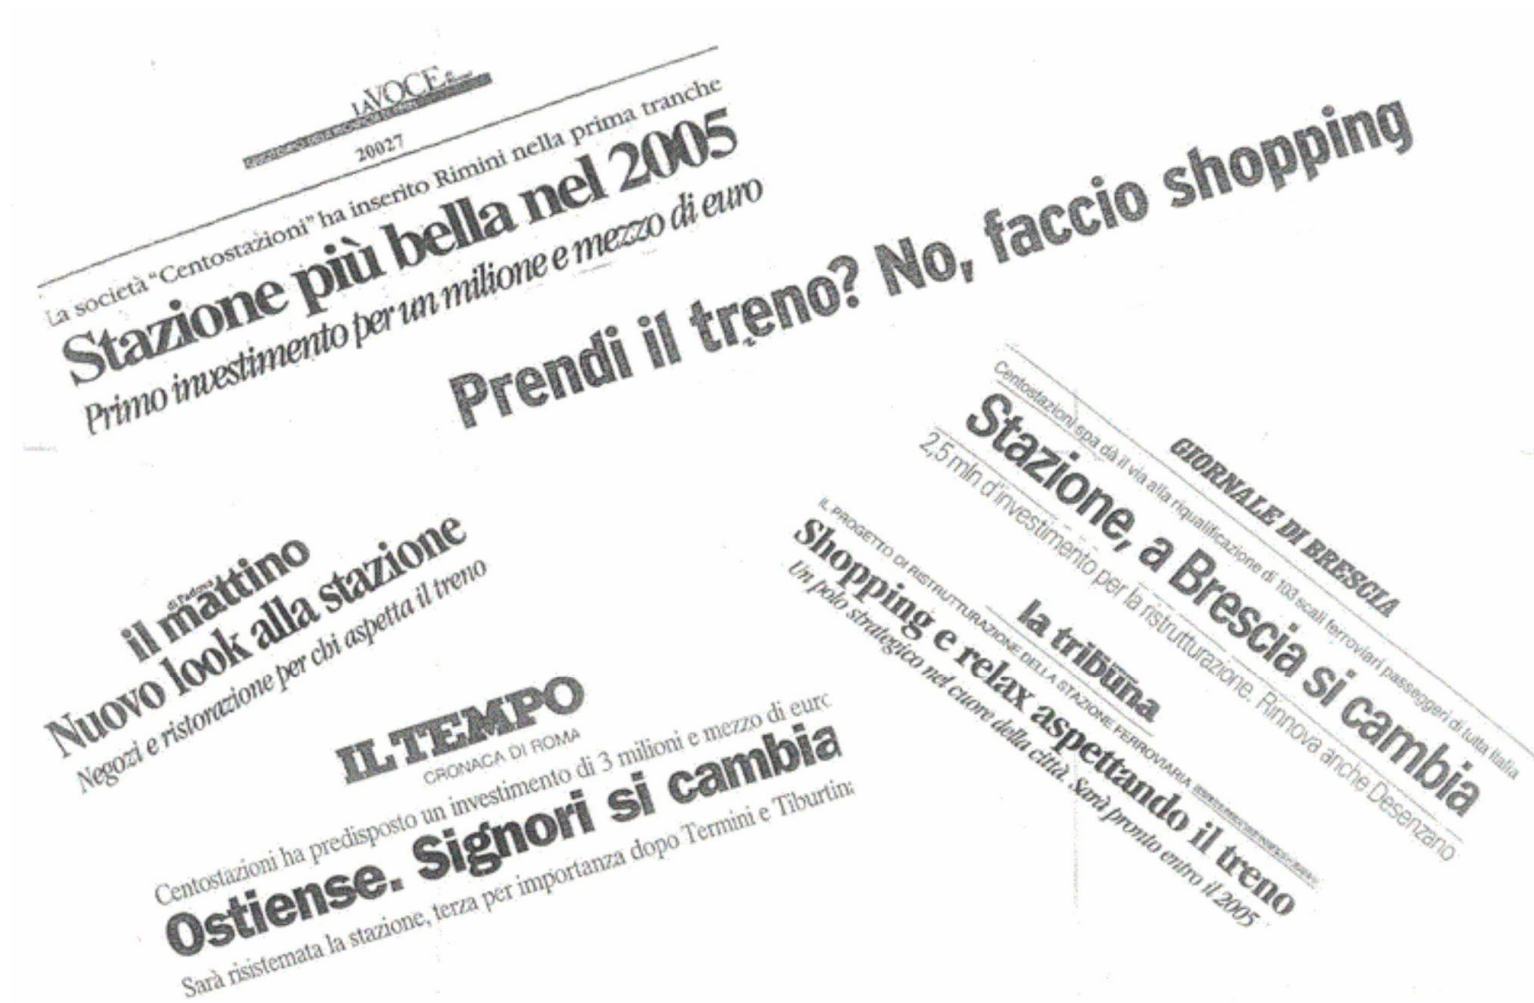 LA VOCE
20027
La società "Centostazioni" ha inserito Rimini nella prima tranche
Stazione più bella nel 2005
Primo investimento per un milione e mezzo di euro
Prendi il treno? No, faccio shopping
GIORNALE DI BRESCIA
Centostazioni spa dà il via alla riqualificazione di 103 scali ferroviari passeggeri di tutta Italia
Stazione, a Brescia si cambia
2,5 mln d'investimento per la ristrutturazione. Rinnova anche Desenzano
il mattino
di Padova
Nuovo look alla stazione
Negozi e ristorazione per chi aspetta il treno
la tribuna
IL PROGETTO DI RISTRUTTURAZIONE DELLA STAZIONE FERROVIARIA
Shopping e relax aspettando il treno
Un polo strategico nel cuore della città. Sarà pronto entro il 2005
IL TEMPO
CRONACA DI ROMA
Centostazioni ha predisposto un investimento di 3 milioni e mezzo di euro
Ostiense. Signori si cambia
Sarà risistemata la stazione, terza per importanza dopo Termini e Tiburtina